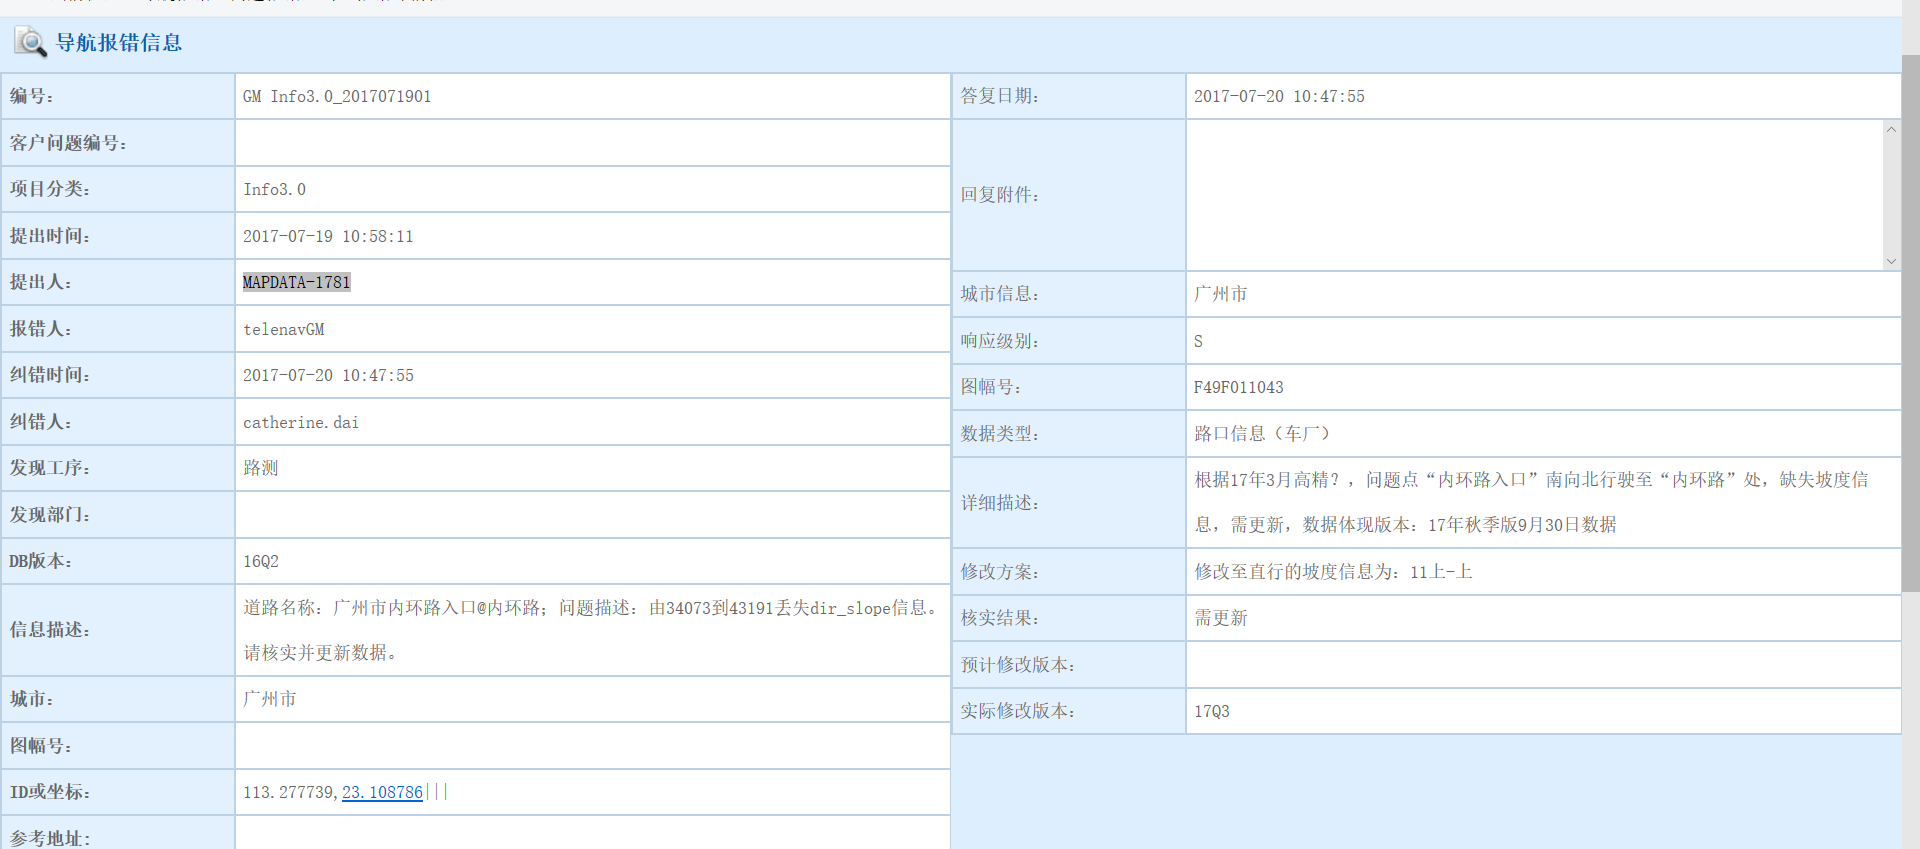 导航报错信息
编号： GM Info3.0_2017071901
客户问题编号：
项目分类： Info3.0
提出时间： 2017-07-19 10:58:11
提出人： MAPDATA-1781
报错人： telenavGM
纠错时间： 2017-07-20 10:47:55
纠错人： catherine.dai
发现工序： 路测
发现部门：
DB版本： 16Q2
信息描述： 道路名称：广州市内环路入口@内环路；问题描述：由34073到43191丢失dir_slope信息。
请核实并更新数据。
城市： 广州市
图幅号：
ID或坐标： 113.277739,23.108786|||
参考地址：
答复日期： 2017-07-20 10:47:55
回复附件：
城市信息： 广州市
响应级别： S
图幅号： F49F011043
数据类型： 路口信息（车厂）
详细描述： 根据17年3月高精？，问题点“内环路入口”南向北行驶至“内环路”处，缺失坡度信
息，需更新，数据体现版本：17年秋季版9月30日数据
修改方案： 修改至直行的坡度信息为：11上-上
核实结果： 需更新
预计修改版本：
实际修改版本： 17Q3